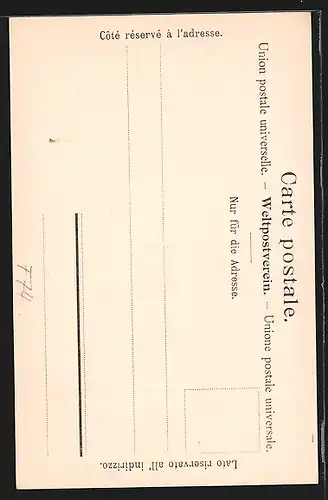 Carte postale.
Union postale universelle. – Weltpostverein. – Unione postale universale.
Nur für die Adresse.
Côté réservé à l'adresse.
Lato riservato all' indirizzo.